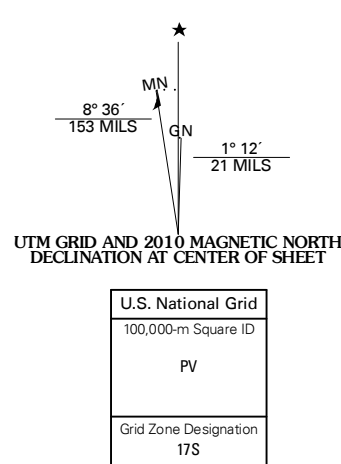 ★
MN
8° 36´
153 MILS
GN
1° 12´
21 MILS
UTM GRID AND 2010 MAGNETIC NORTH
DECLINATION AT CENTER OF SHEET
U.S. National Grid
100,000-m Square ID
PV
Grid Zone Designation
17S